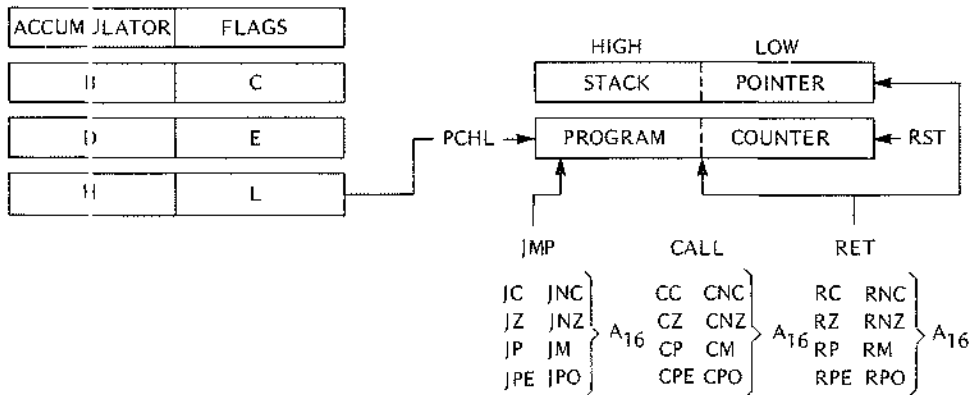 ACCUMULATOR FLAGS
B C
D E
H L
HIGH LOW
STACK POINTER
PCHL PROGRAM COUNTER RST
JMP CALL RET
JC JNC CC CNC RC RNC
JZ JNZ CZ CNZ RZ RNZ
A16 A16 A16
JP JM CP CM RP RM
JPE JPO CPE CPO RPE RPO